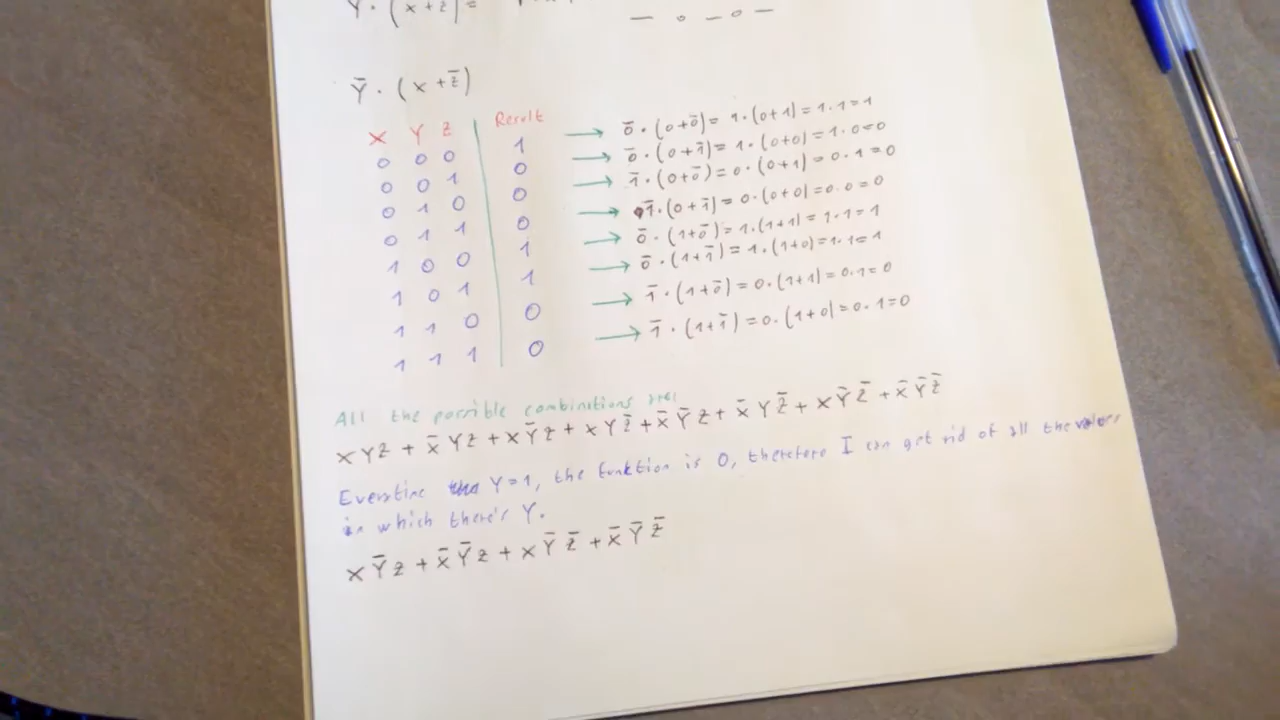 Y · (x+z) =
Ȳ · (x+z̄)
X Y Z Result
0 0 0 1 → 0̄ · (0+0̄) = 1 · (0+1) = 1 · 1 = 1
0 0 1 0 → 0̄ · (0+1̄) = 1 · (0+0) = 1 · 0 = 0
0 1 0 0 → 1̄ · (0+0̄) = 0 · (0+1) = 0 · 1 = 0
0 1 1 0 → 1̄ · (0+1̄) = 0 · (0+0) = 0 · 0 = 0
1 0 0 1 → 0̄ · (1+0̄) = 1 · (1+1) = 1 · 1 = 1
1 0 1 1 → 0̄ · (1+1̄) = 1 · (1+0) = 1 · 1 = 1
1 1 0 0 → 1̄ · (1+0̄) = 0 · (1+1) = 0 · 1 = 0
1 1 1 0 → 1̄ · (1+1̄) = 0 · (1+0) = 0 · 1 = 0
All the possible combinations are:
XYZ + X̄YZ + XȲZ + XYZ̄ + X̄ȲZ + X̄YZ̄ + XȲZ̄ + X̄ȲZ̄
Everytime Y=1, the funktion is 0, therefore I can get rid of all the values
in which there's Y.
XȲZ + X̄ȲZ + XȲZ̄ + X̄ȲZ̄